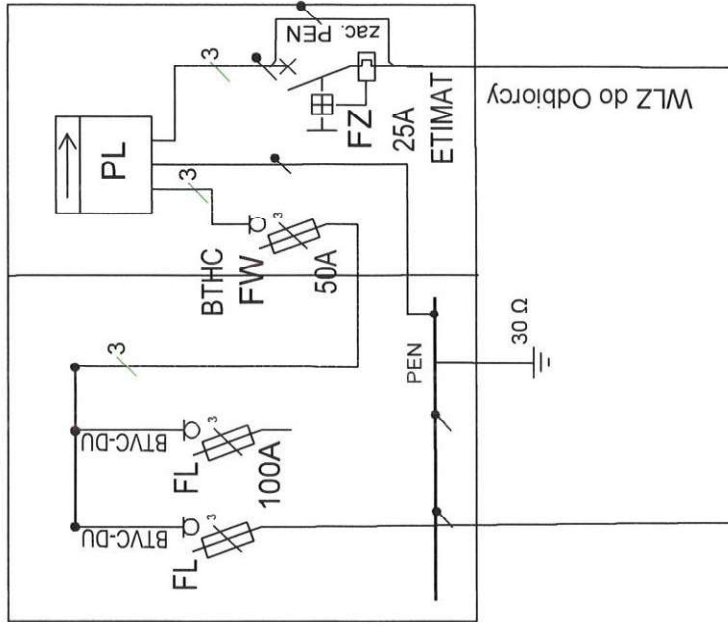 zac. PEN
3
PL
FZ
25A
ETIMAT
WLZ do Odbiorcy
3
3
BTHC
FW
50A
3
PEN
30 Ω
BTVC-DU
3
FL
100A
BTVC-DU
3
FL